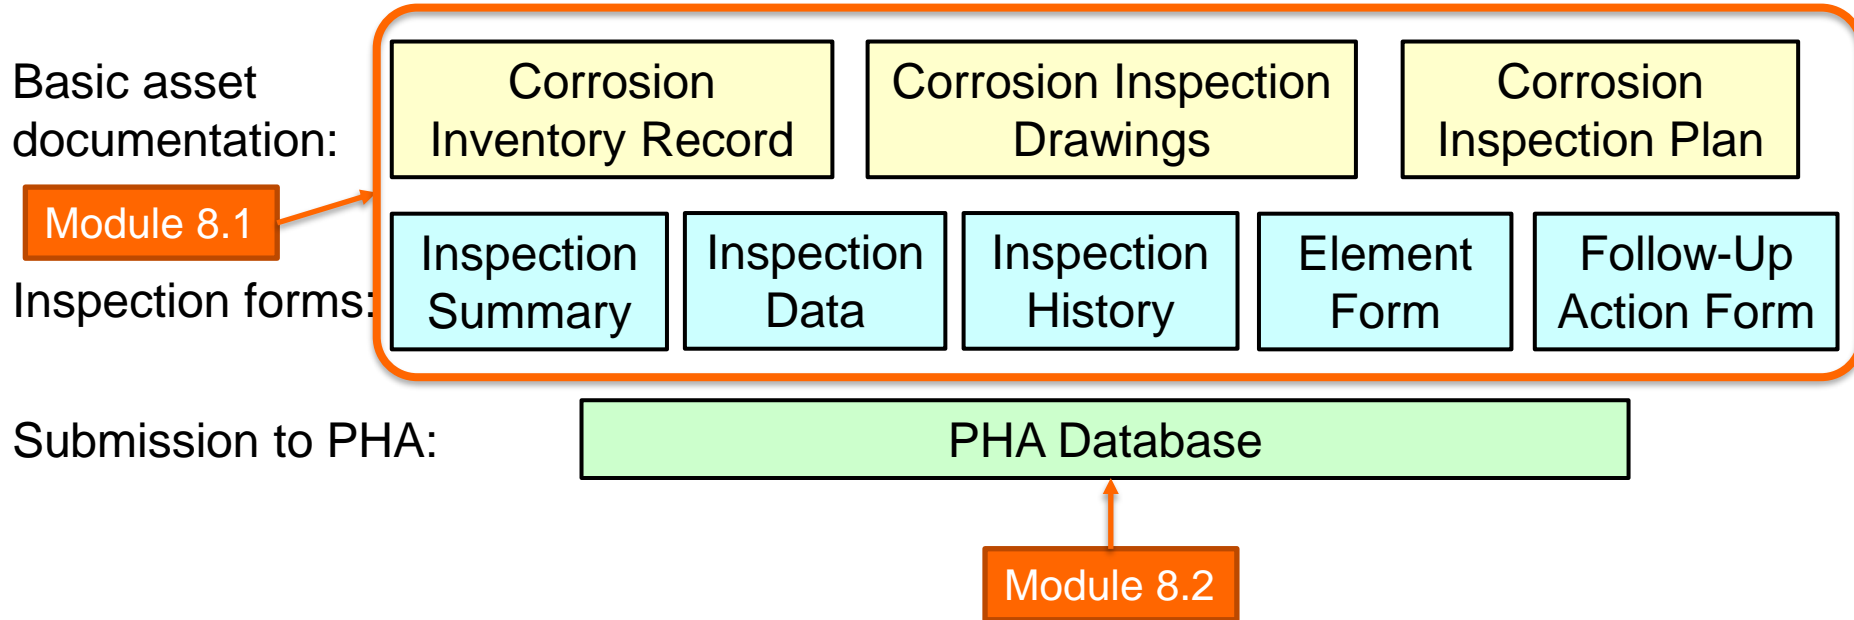 Basic asset
documentation:
Corrosion
Inventory Record
Corrosion Inspection
Drawings
Corrosion
Inspection Plan
Module 8.1
Inspection forms:
Inspection
Summary
Inspection
Data
Inspection
History
Element
Form
Follow-Up
Action Form
Submission to PHA:
PHA Database
Module 8.2